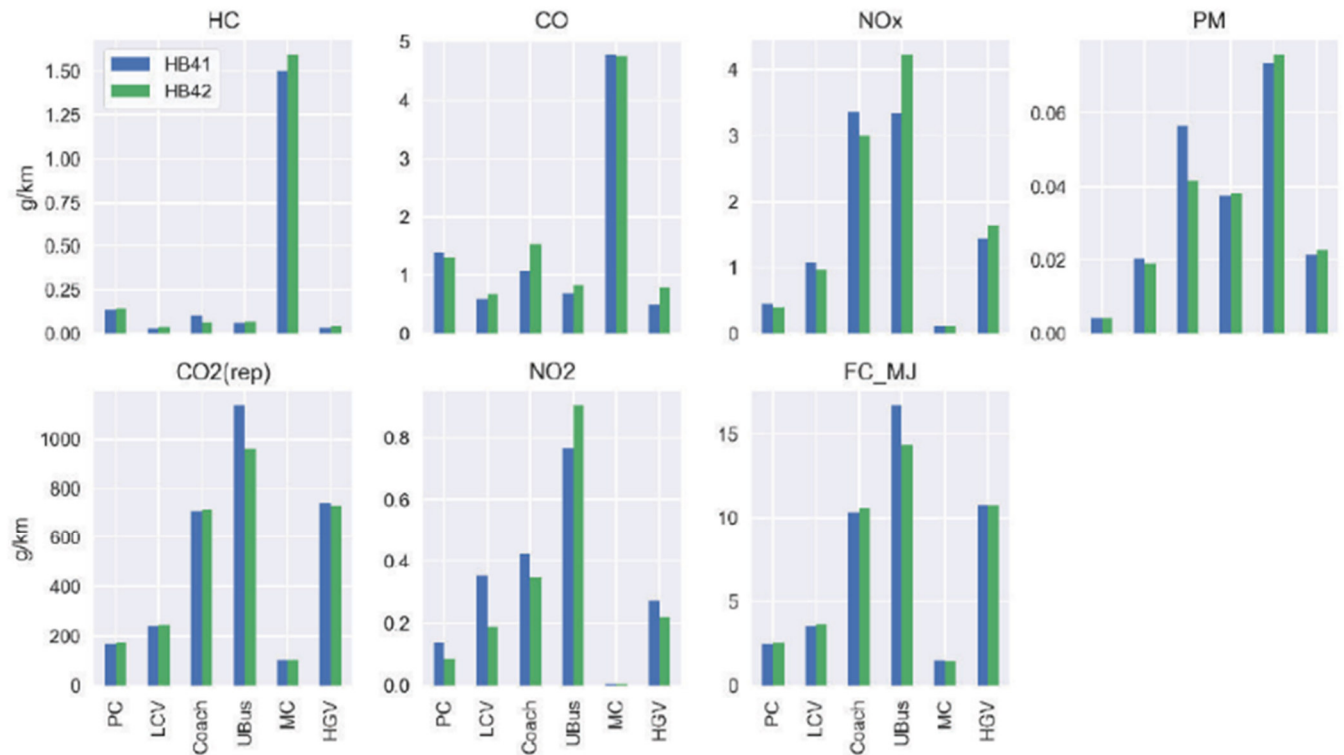 HC
HB41
HB42
1.50
1.25
1.00
0.75
0.50
0.25
0.00
g/km
CO
5
4
3
2
1
0
NOx
4
3
2
1
0
PM
0.06
0.04
0.02
0.00
CO2(rep)
1000
800
600
400
200
0
g/km
PC
LCV
Coach
UBus
MC
HGV
NO2
0.8
0.6
0.4
0.2
0.0
PC
LCV
Coach
UBus
MC
HGV
FC_MJ
15
10
5
0
PC
LCV
Coach
UBus
MC
HGV